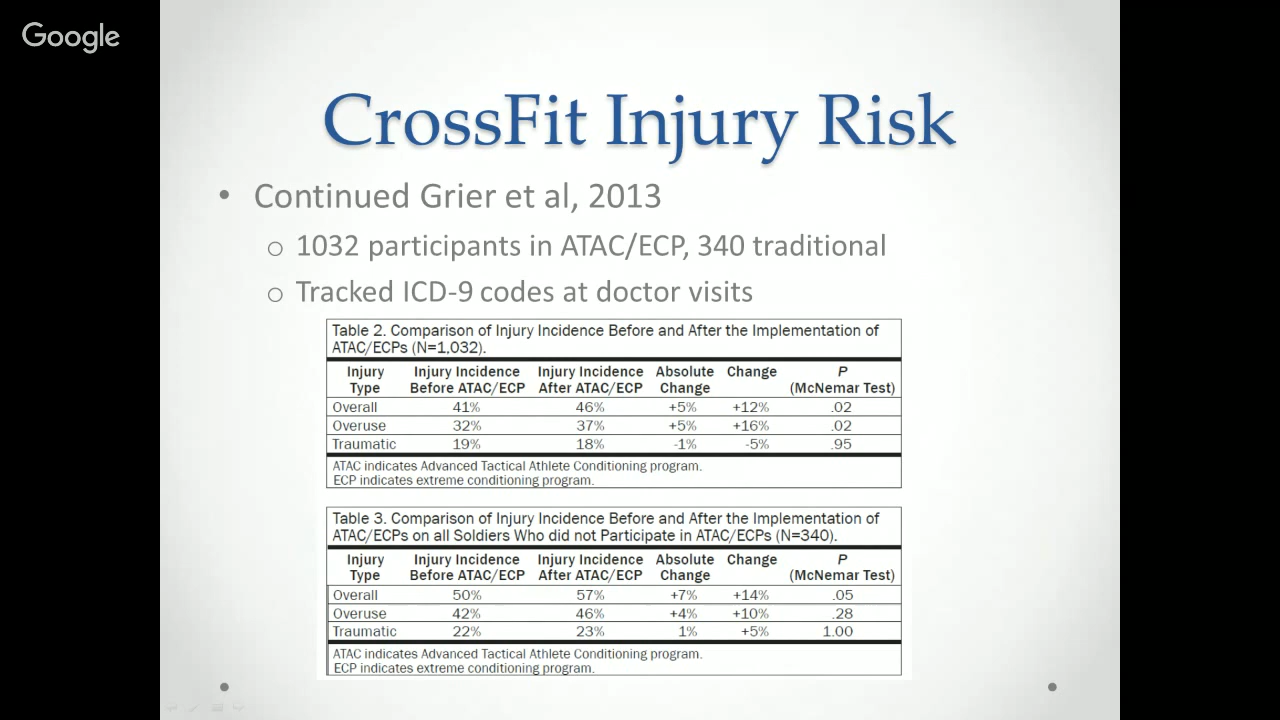 Google
CrossFit Injury Risk
• Continued Grier et al, 2013
o 1032 participants in ATAC/ECP, 340 traditional
o Tracked ICD-9 codes at doctor visits
Table 2. Comparison of Injury Incidence Before and After the Implementation of
ATAC/ECPs (N=1,032).
Injury Injury Incidence Injury Incidence Absolute Change P
Type Before ATAC/ECP After ATAC/ECP Change (McNemar Test)
Overall 41% 46% +5% +12% .02
Overuse 32% 37% +5% +16% .02
Traumatic 19% 18% -1% -5% .95
ATAC indicates Advanced Tactical Athlete Conditioning program.
ECP indicates extreme conditioning program.
Table 3. Comparison of Injury Incidence Before and After the Implementation of
ATAC/ECPs on all Soldiers Who did not Participate in ATAC/ECPs (N=340).
Injury Injury Incidence Injury Incidence Absolute Change P
Type Before ATAC/ECP After ATAC/ECP Change (McNemar Test)
Overall 50% 57% +7% +14% .05
Overuse 42% 46% +4% +10% .28
Traumatic 22% 23% 1% +5% 1.00
ATAC indicates Advanced Tactical Athlete Conditioning program.
ECP indicates extreme conditioning program.